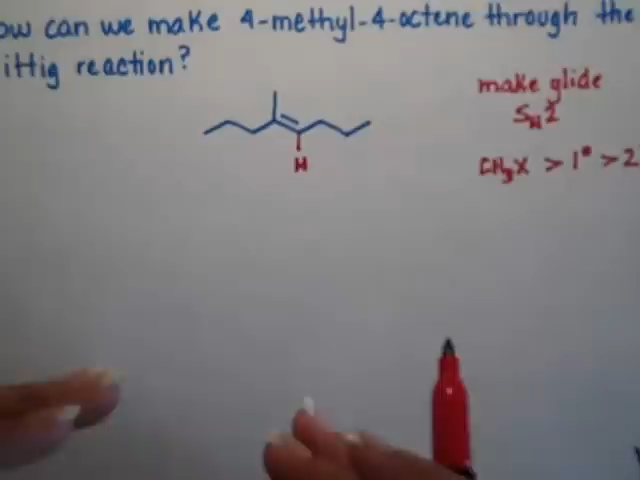 ow can we make 4-methyl-4-octene through the
ittig reaction?
make glide
SN2
CH3X > 1° > 2
H